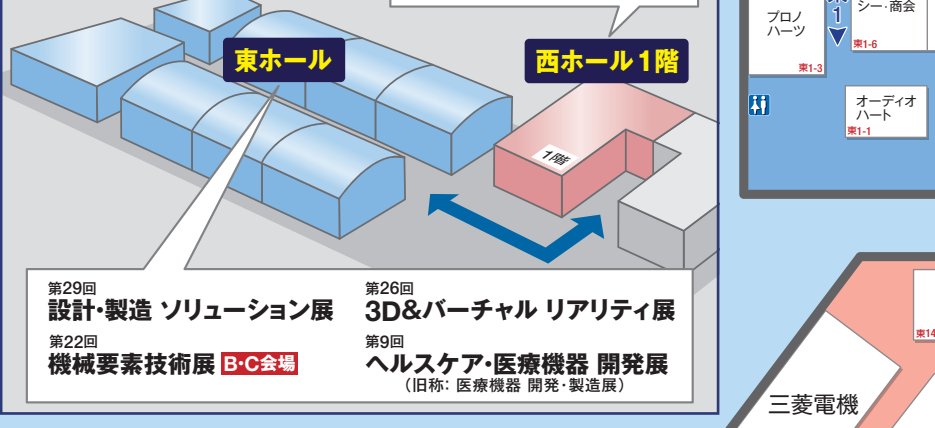 東ホール
西ホール1階
1階
第29回
設計・製造 ソリューション展
第22回
機械要素技術展 B・C会場
第26回
3D&バーチャル リアリティ展
第9回
ヘルスケア・医療機器 開発展
（旧称： 医療機器 開発・製造展）
プロノ
ハーツ
東1-3
1
シー・商会
東1-6
オーディオ
ハート
東1-1
東14
三菱電機